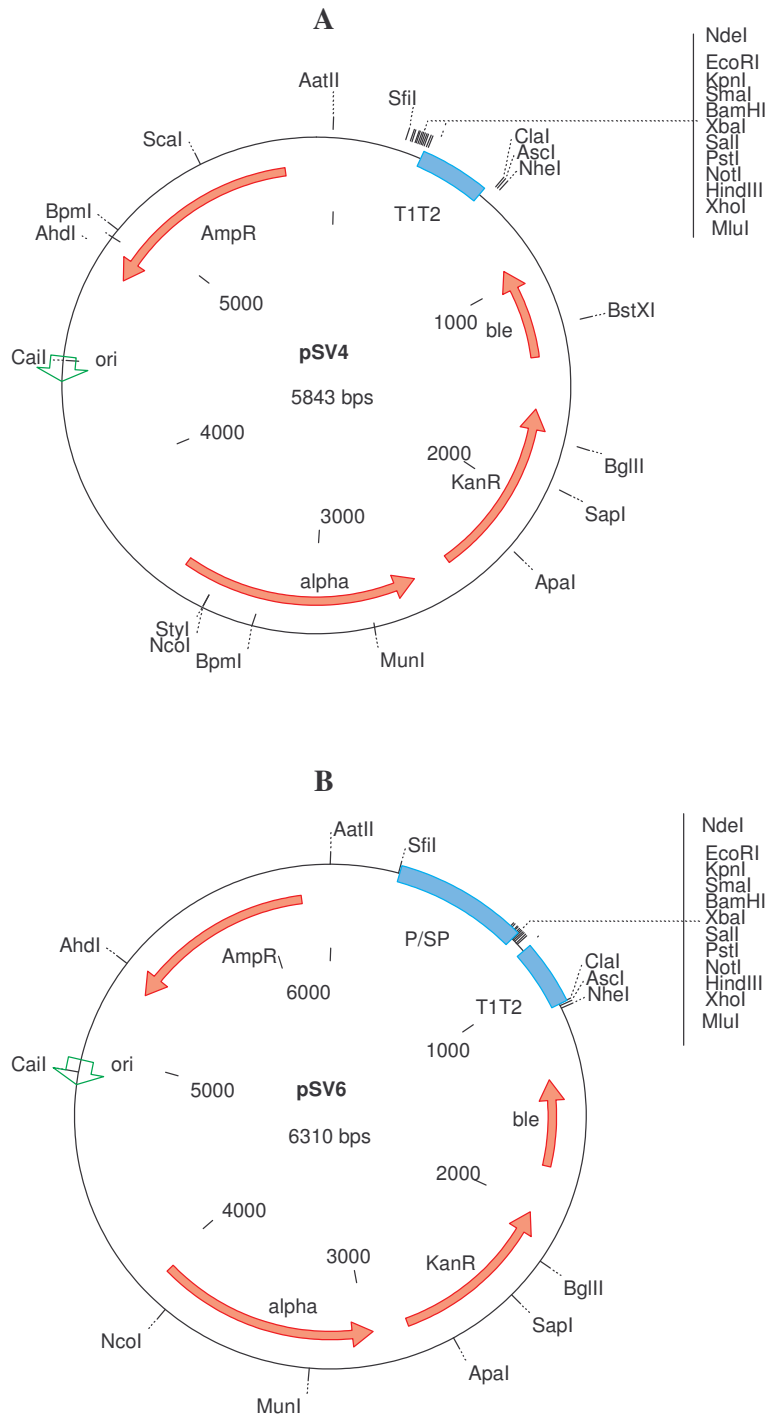 A
NdeI
EcoRI
KpnI
SmaI
BamHI
XbaI
SalI
PstI
NotI
HindIII
XhoI
MluI
AatII
SfiI
ClaI
AscI
NheI
ScaI
BpmI
AhdI
AmpR
T1T2
5000
1000
ble
BstXI
pSV4
5843 bps
CaiI
ori
4000
2000
KanR
BglII
SapI
3000
ApaI
alpha
StyI
NcoI
BpmI
MunI
B
NdeI
EcoRI
KpnI
SmaI
BamHI
XbaI
SalI
PstI
NotI
HindIII
XhoI
MluI
AatII
SfiI
P/SP
ClaI
AscI
NheI
AhdI
AmpR
6000
T1T2
1000
CaiI
ori
5000
pSV6
6310 bps
ble
2000
4000
3000
KanR
BglII
SapI
alpha
NcoI
ApaI
MunI